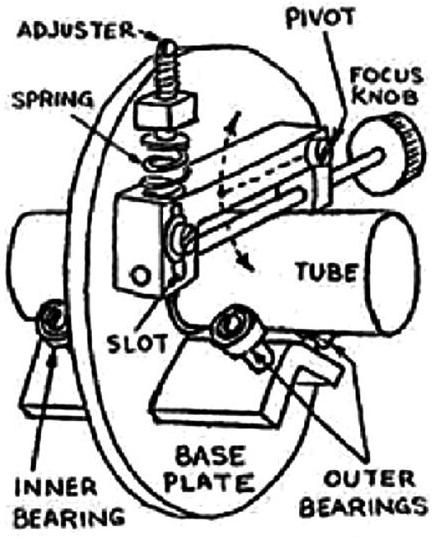 ADJUSTER
PIVOT
SPRING
FOCUS
KNOB
TUBE
SLOT
BASE
PLATE
INNER
BEARING
OUTER
BEARINGS